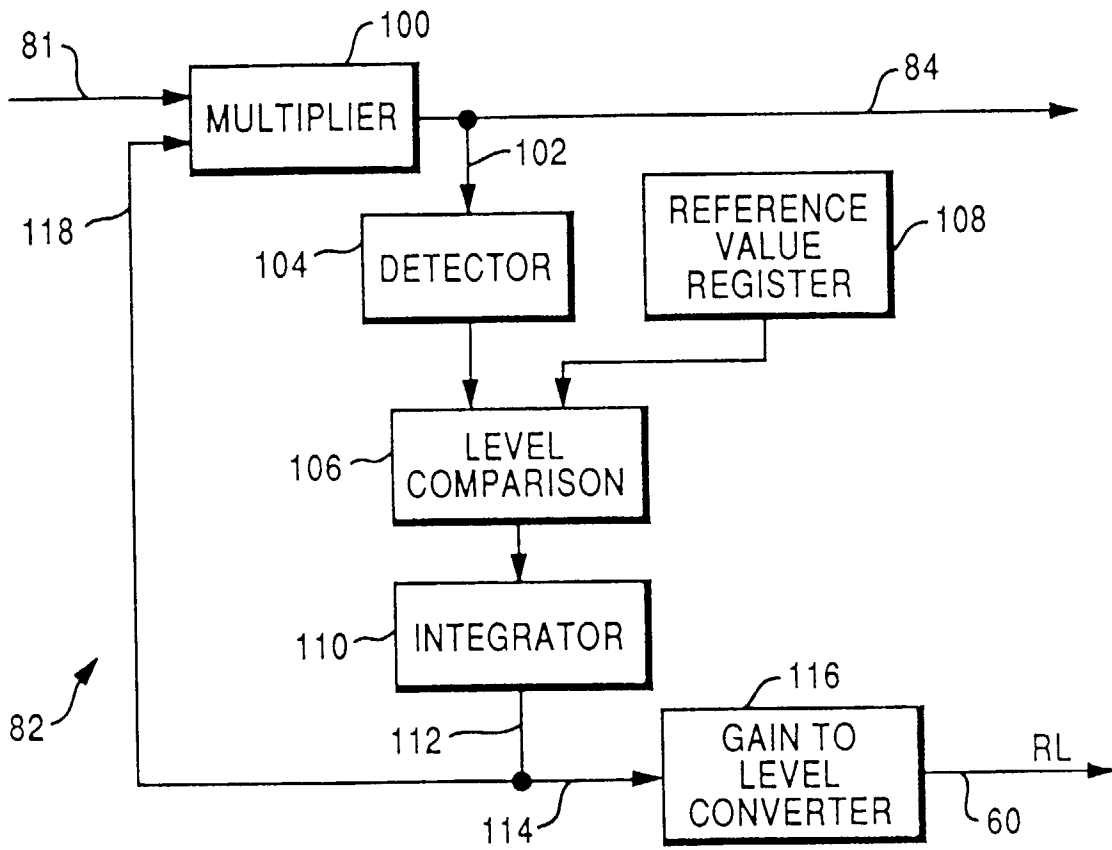 100
81
84
MULTIPLIER
102
118
REFERENCE
VALUE
REGISTER
108
104
DETECTOR
106
LEVEL
COMPARISON
110
INTEGRATOR
82
112
116
GAIN TO
LEVEL
CONVERTER
RL
114
60